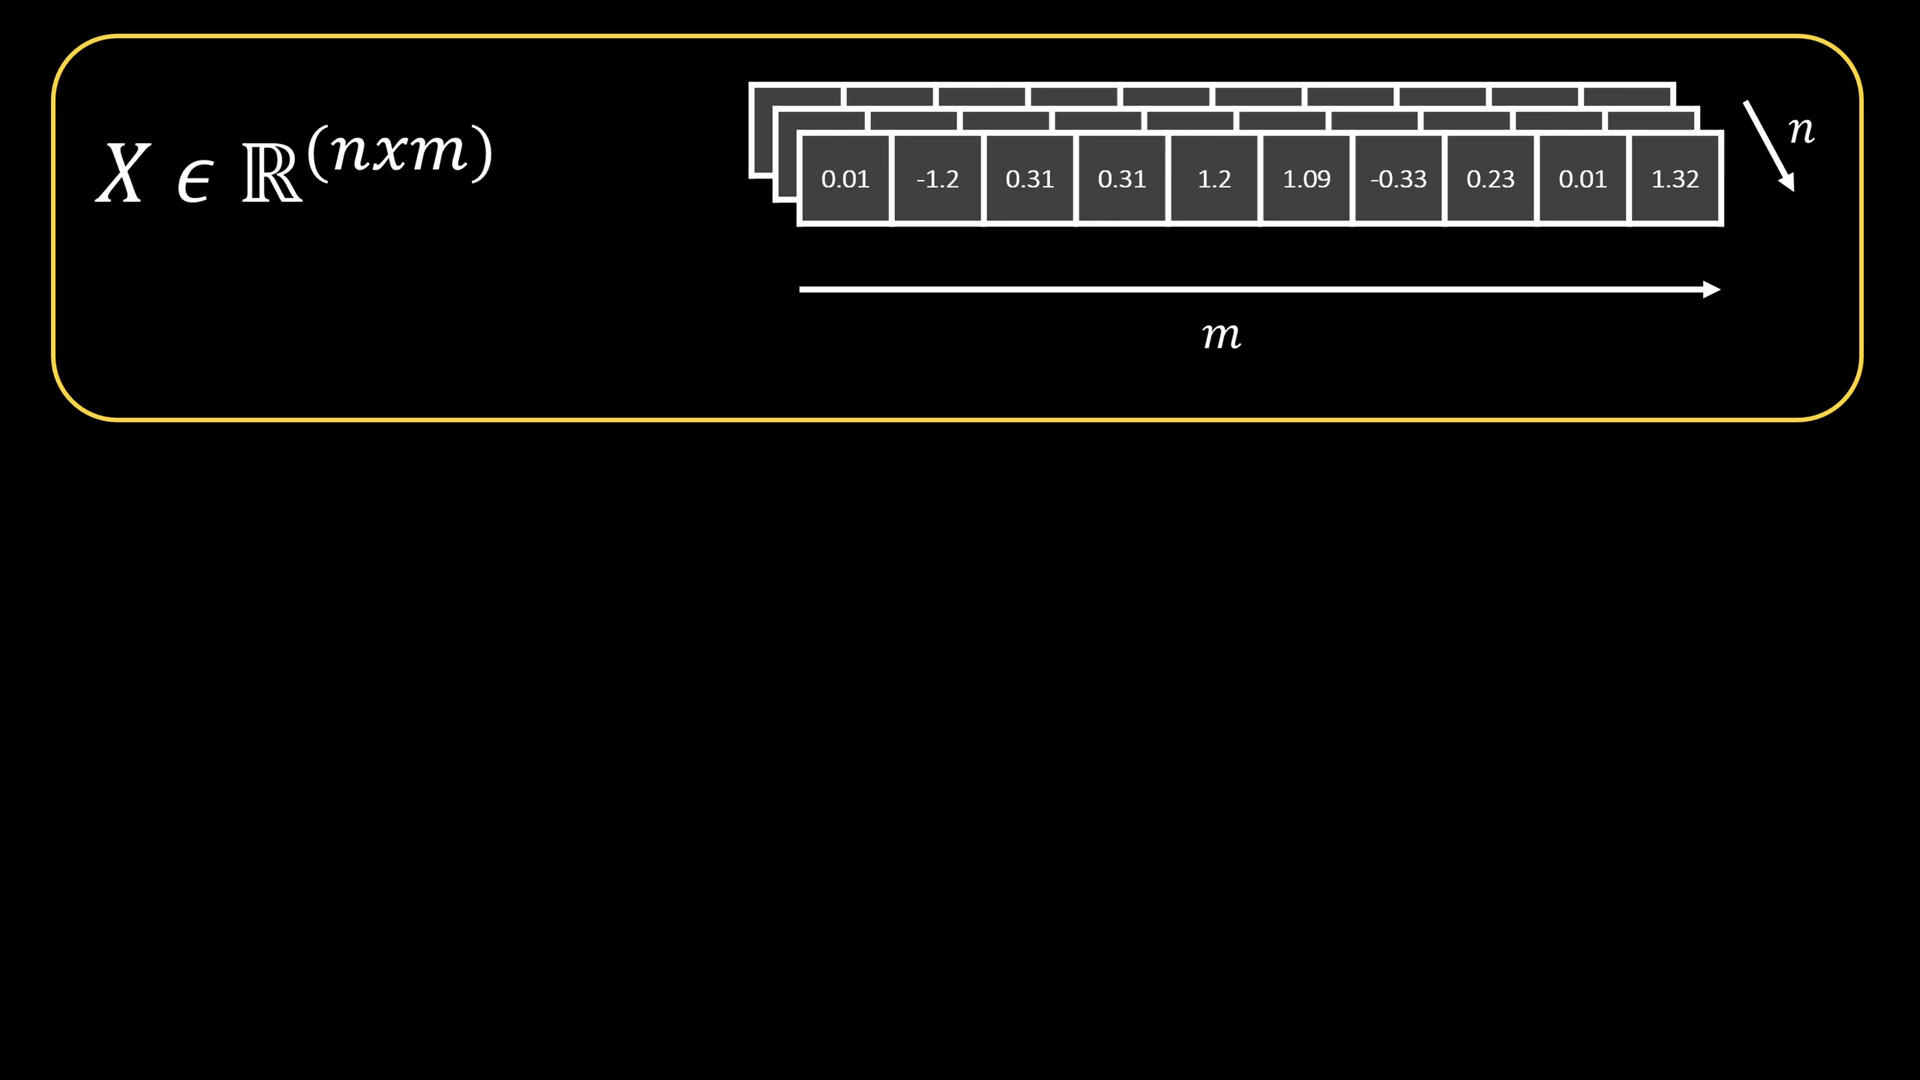 X ϵ ℝ^(nxm)
n
0.01 -1.2 0.31 0.31 1.2 1.09 -0.33 0.23 0.01 1.32
m